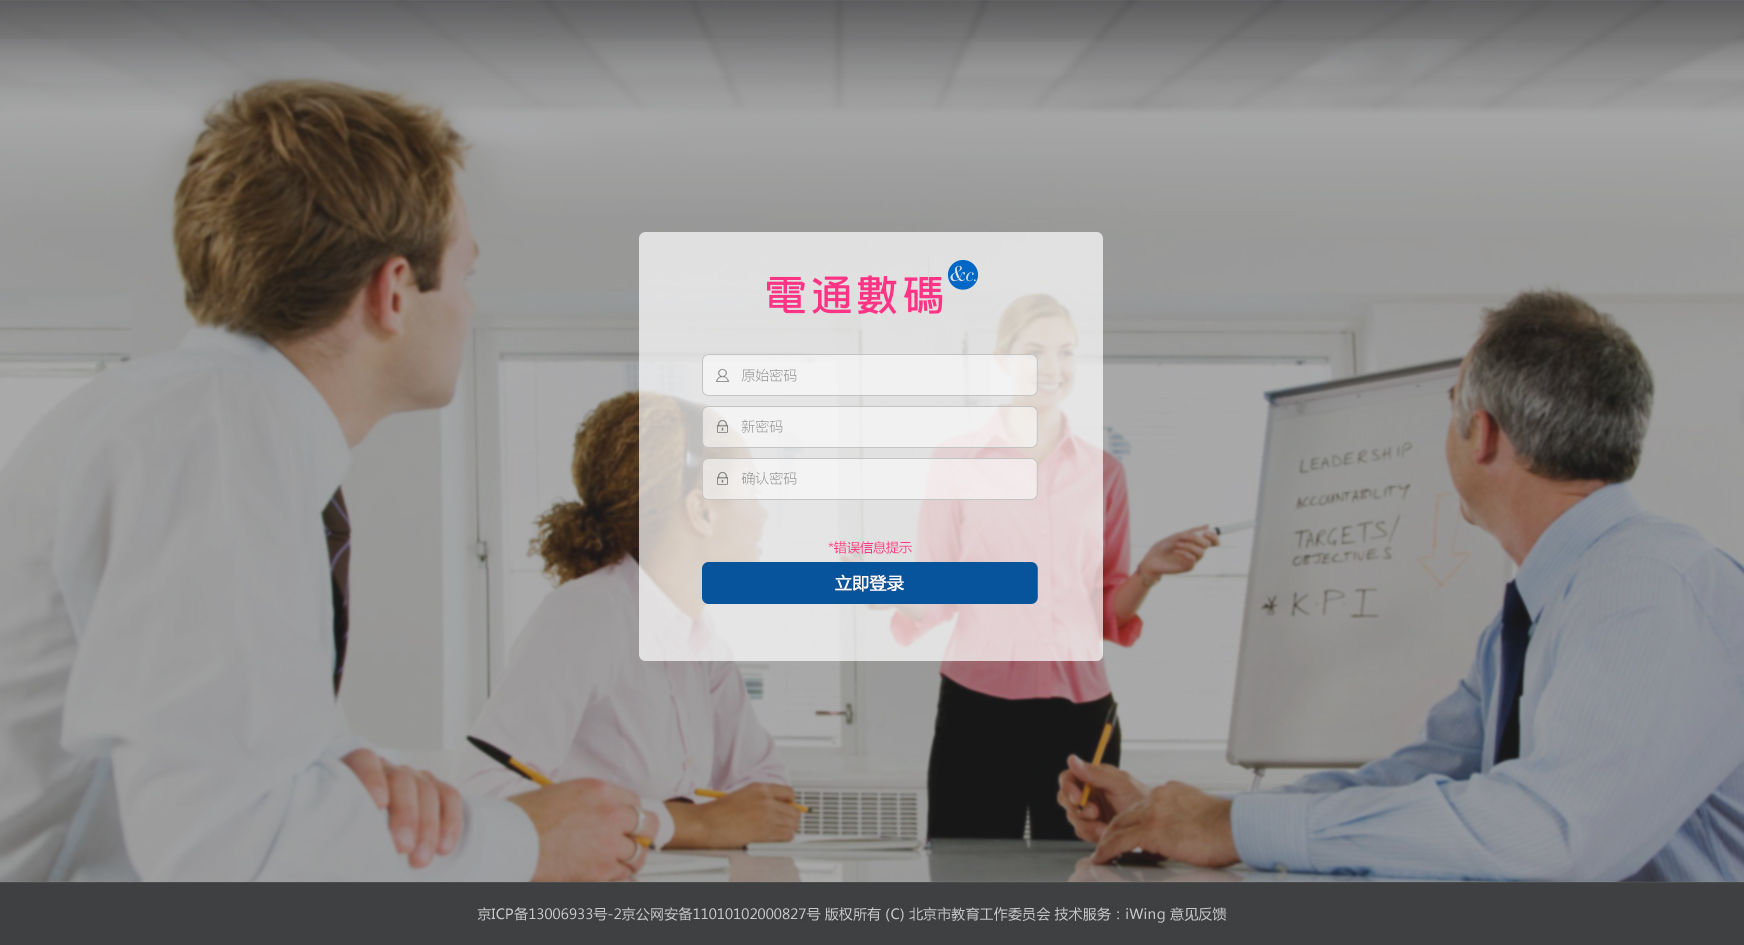 電通數碼 &c.
原始密码
新密码
确认密码
*错误信息提示
立即登录
LEADERSHIP
ACCOUNTABILITY
TARGETS/
OBJECTIVES
K.P.I
京ICP备13006933号-2京公网安备11010102000827号 版权所有 (C) 北京市教育工作委员会 技术服务：iWing 意见反馈